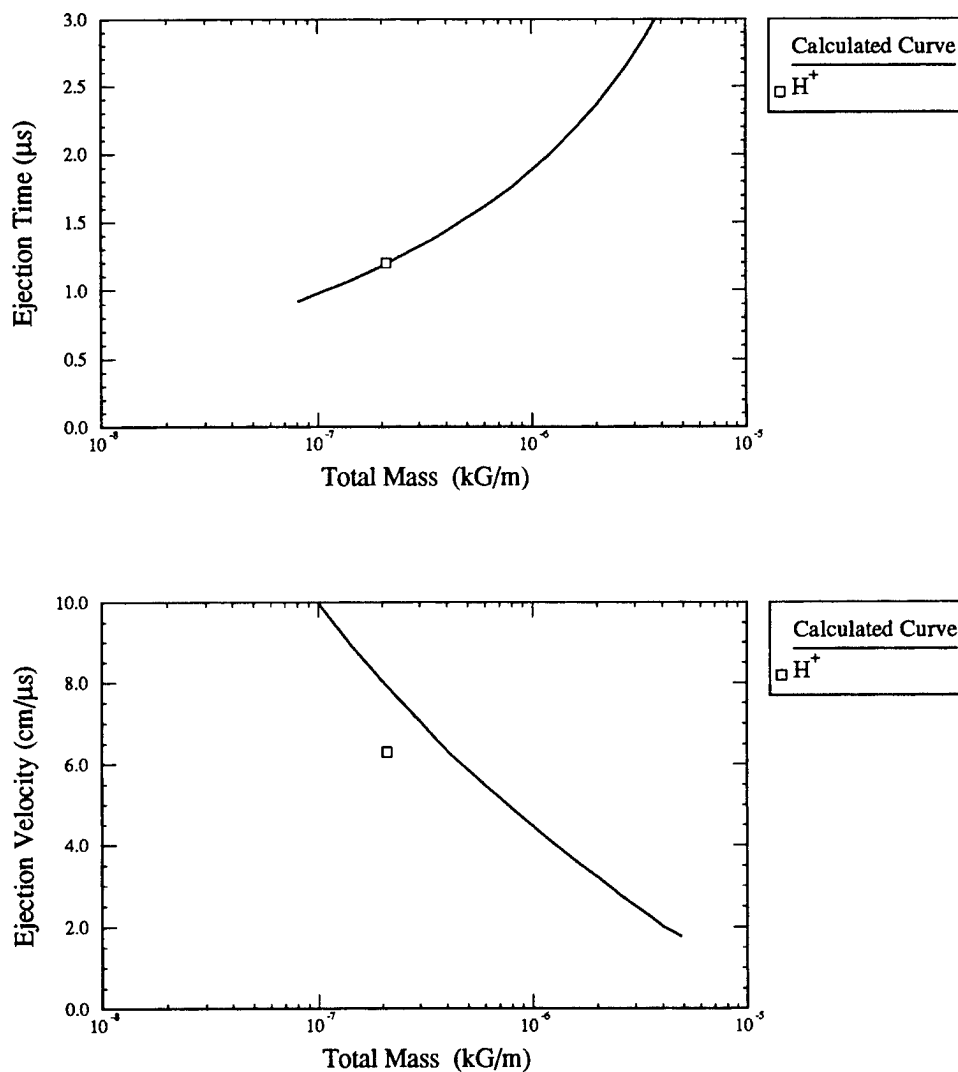 3.0
2.5
2.0
1.5
1.0
0.5
0.0
Ejection Time (μs)
10⁻⁸ 10⁻⁷ 10⁻⁶ 10⁻⁵
Total Mass (kG/m)
Calculated Curve
H⁺
10.0
8.0
6.0
4.0
2.0
0.0
Ejection Velocity (cm/μs)
10⁻⁸ 10⁻⁷ 10⁻⁶ 10⁻⁵
Total Mass (kG/m)
Calculated Curve
H⁺